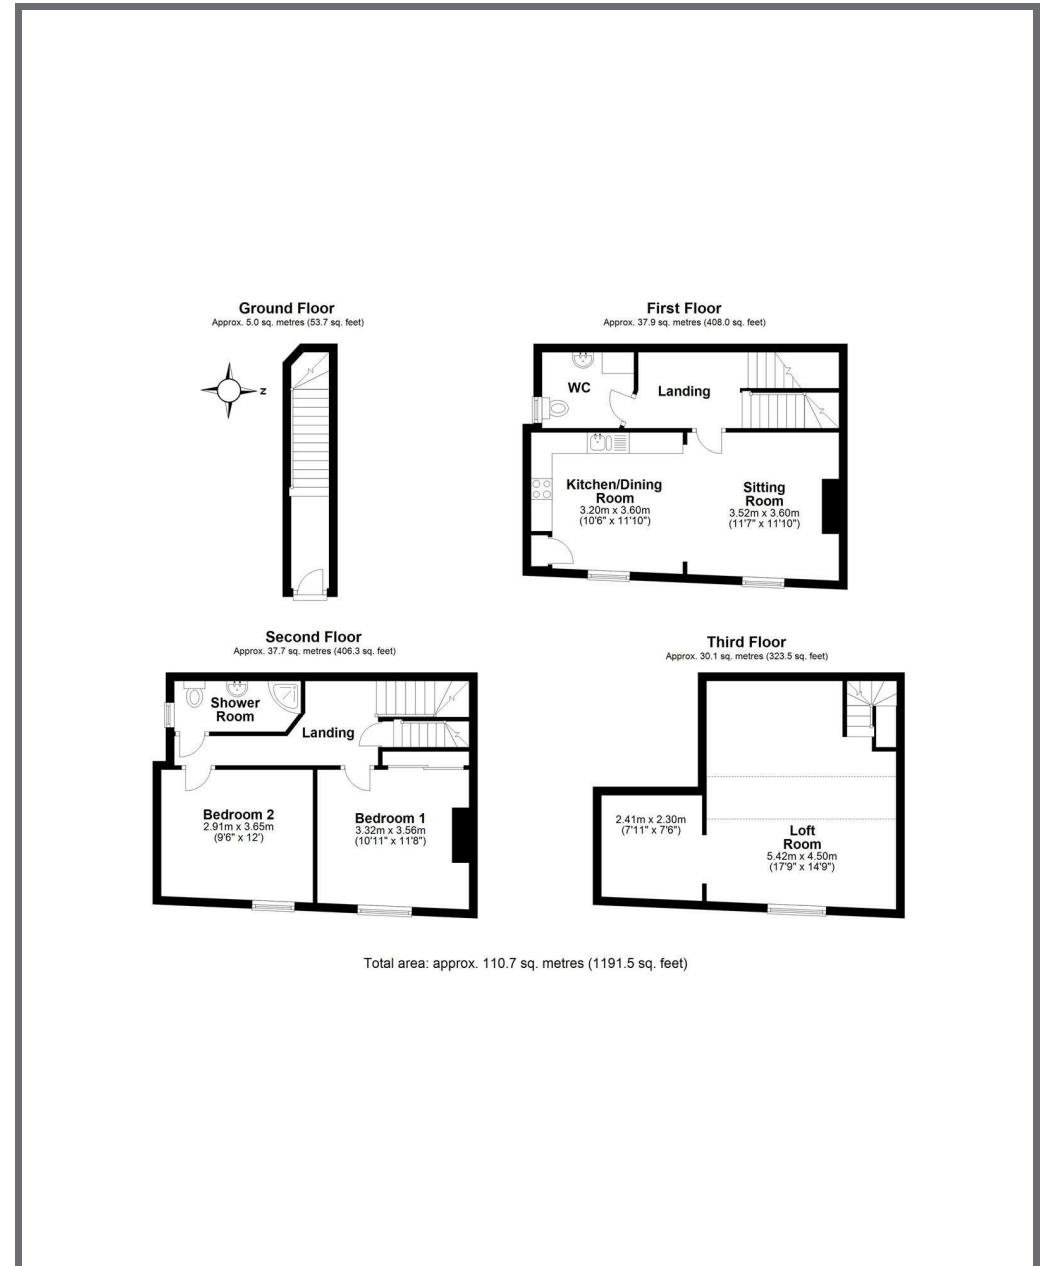 Ground Floor
Approx. 5.0 sq. metres (53.7 sq. feet)
Z
First Floor
Approx. 37.9 sq. metres (408.0 sq. feet)
WC
Landing
Kitchen/Dining
Room
3.20m x 3.60m
(10'6" x 11'10")
Sitting
Room
3.52m x 3.60m
(11'7" x 11'10")
Second Floor
Approx. 37.7 sq. metres (406.3 sq. feet)
Shower
Room
Landing
Bedroom 2
2.91m x 3.65m
(9'6" x 12')
Bedroom 1
3.32m x 3.56m
(10'11" x 11'8")
Third Floor
Approx. 30.1 sq. metres (323.5 sq. feet)
2.41m x 2.30m
(7'11" x 7'6")
Loft
Room
5.42m x 4.50m
(17'9" x 14'9")
Total area: approx. 110.7 sq. metres (1191.5 sq. feet)